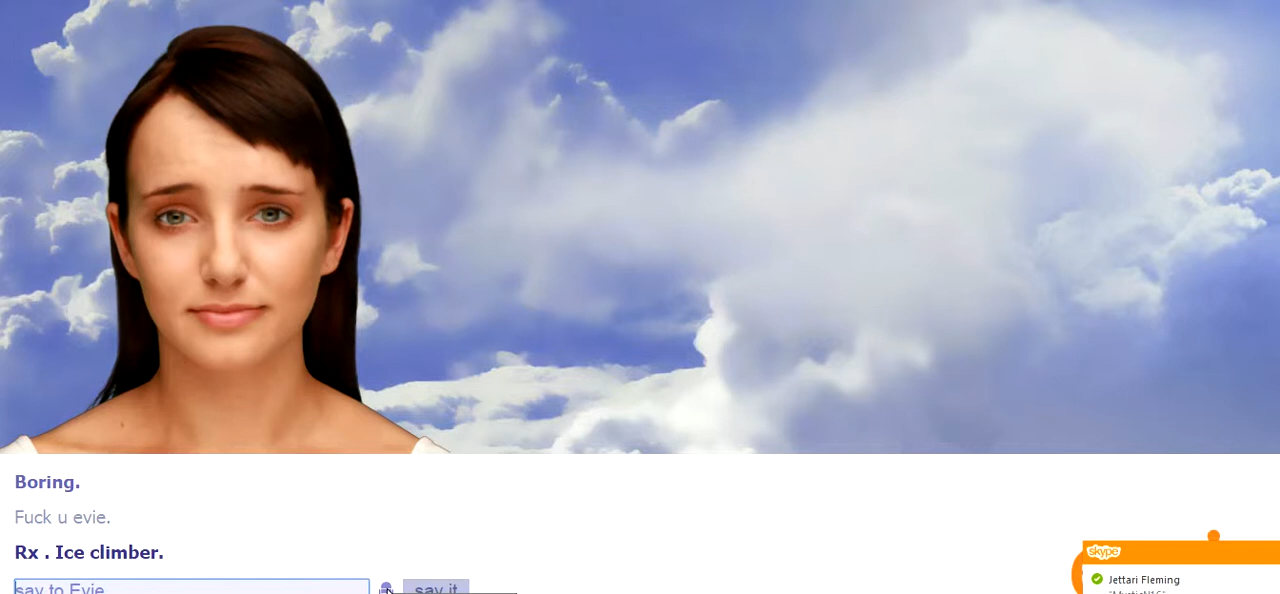 Boring.
Fuck u evie.
Rx . Ice climber.
say to Evie
say it
skype
Jettari Fleming